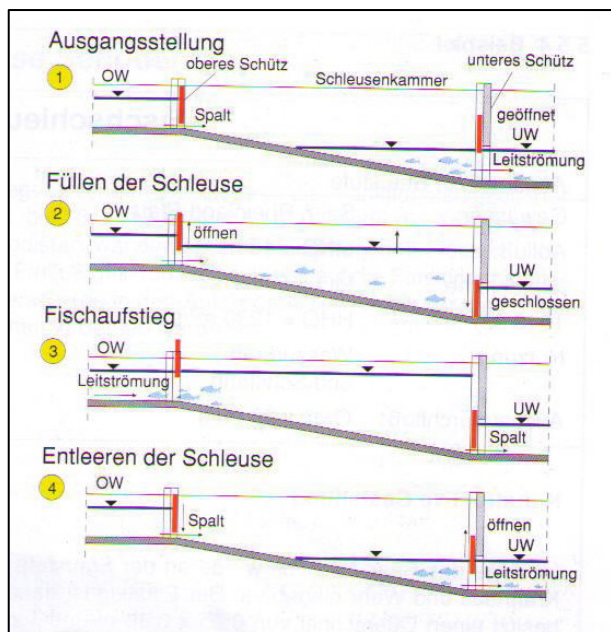 Ausgangsstellung
1
OW
oberes Schütz
Schleusenkammer
unteres Schütz
geöffnet
UW
Spalt
Leitströmung
Füllen der Schleuse
2
OW
öffnen
UW
geschlossen
Fischaufstieg
3
OW
Leitströmung
UW
Spalt
Entleeren der Schleuse
4
OW
Spalt
öffnen
UW
Leitströmung